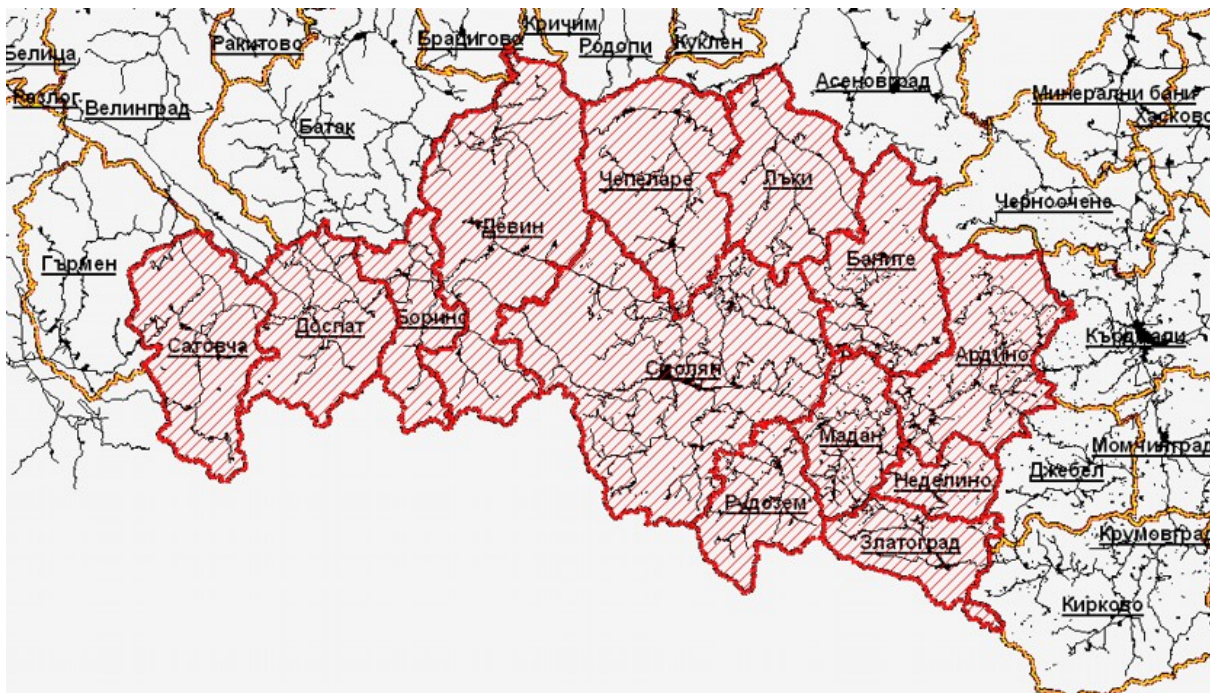 Кричим
Брацигово
Родопи
Куклен
Ракитово
Белица
Асеновград
Разлог
Велинград
Минерални бани
Хасково
Батак
Чепеларе
Лъки
Черноочене
Девин
Баните
Гърмен
Борино
Доспат
Кърджали
Сатовча
Ардино
Смолян
Мадан
Момчилград
Джебел
Неделино
Рудозем
Крумовград
Златоград
Кирково